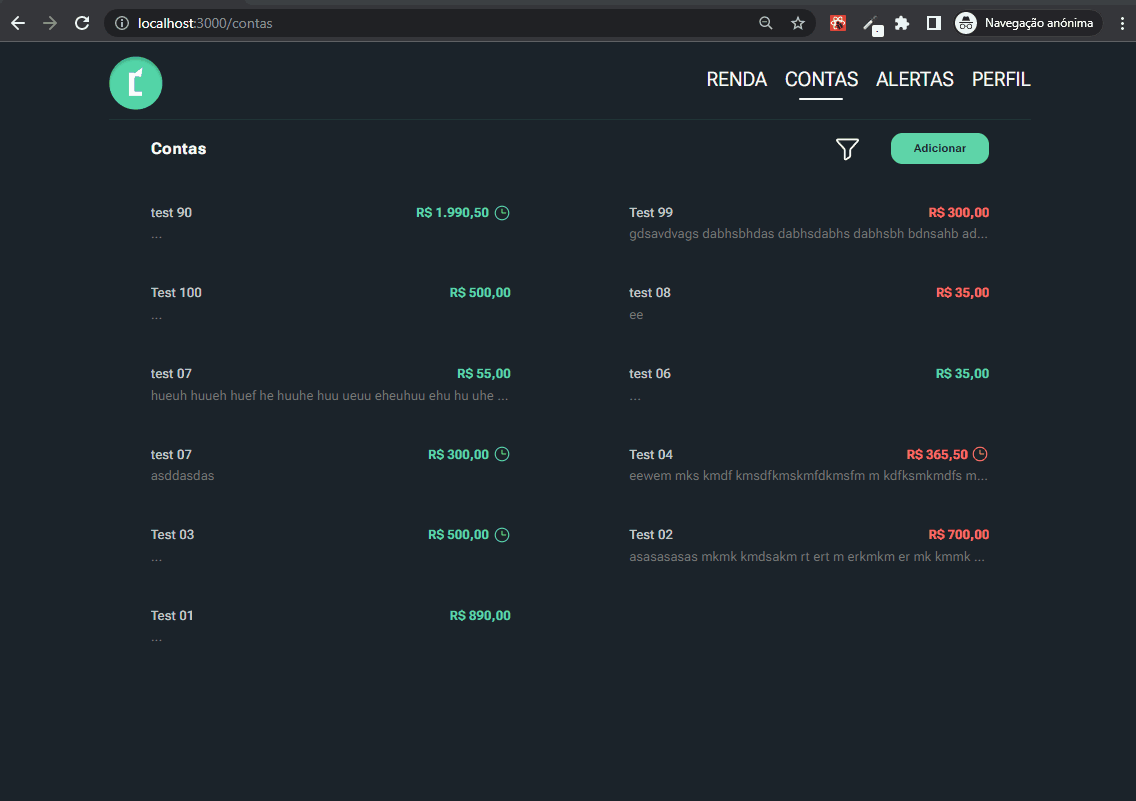 localhost:3000/contas
Navegação anónima
RENDA CONTAS ALERTAS PERFIL
Contas
Adicionar
test 90 R$ 1.990,50
...
Test 99 R$ 300,00
gdsavdvags dabhsbhdas dabhsdabhs dabhsbh bdnsahb ad...
Test 100 R$ 500,00
...
test 08 R$ 35,00
ee
test 07 R$ 55,00
hueuh huueh huef he huuhe huu ueuu eheuhuu ehu hu uhe ...
test 06 R$ 35,00
...
test 07 R$ 300,00
asddasdas
Test 04 R$ 365,50
eewem mks kmdf kmsdfkmskmfdkmsfm m kdfksmkmdfs m...
Test 03 R$ 500,00
...
Test 02 R$ 700,00
asasasasas mkmk kmdsakm rt ert m erkmkm er mk kmmk ...
Test 01 R$ 890,00
...